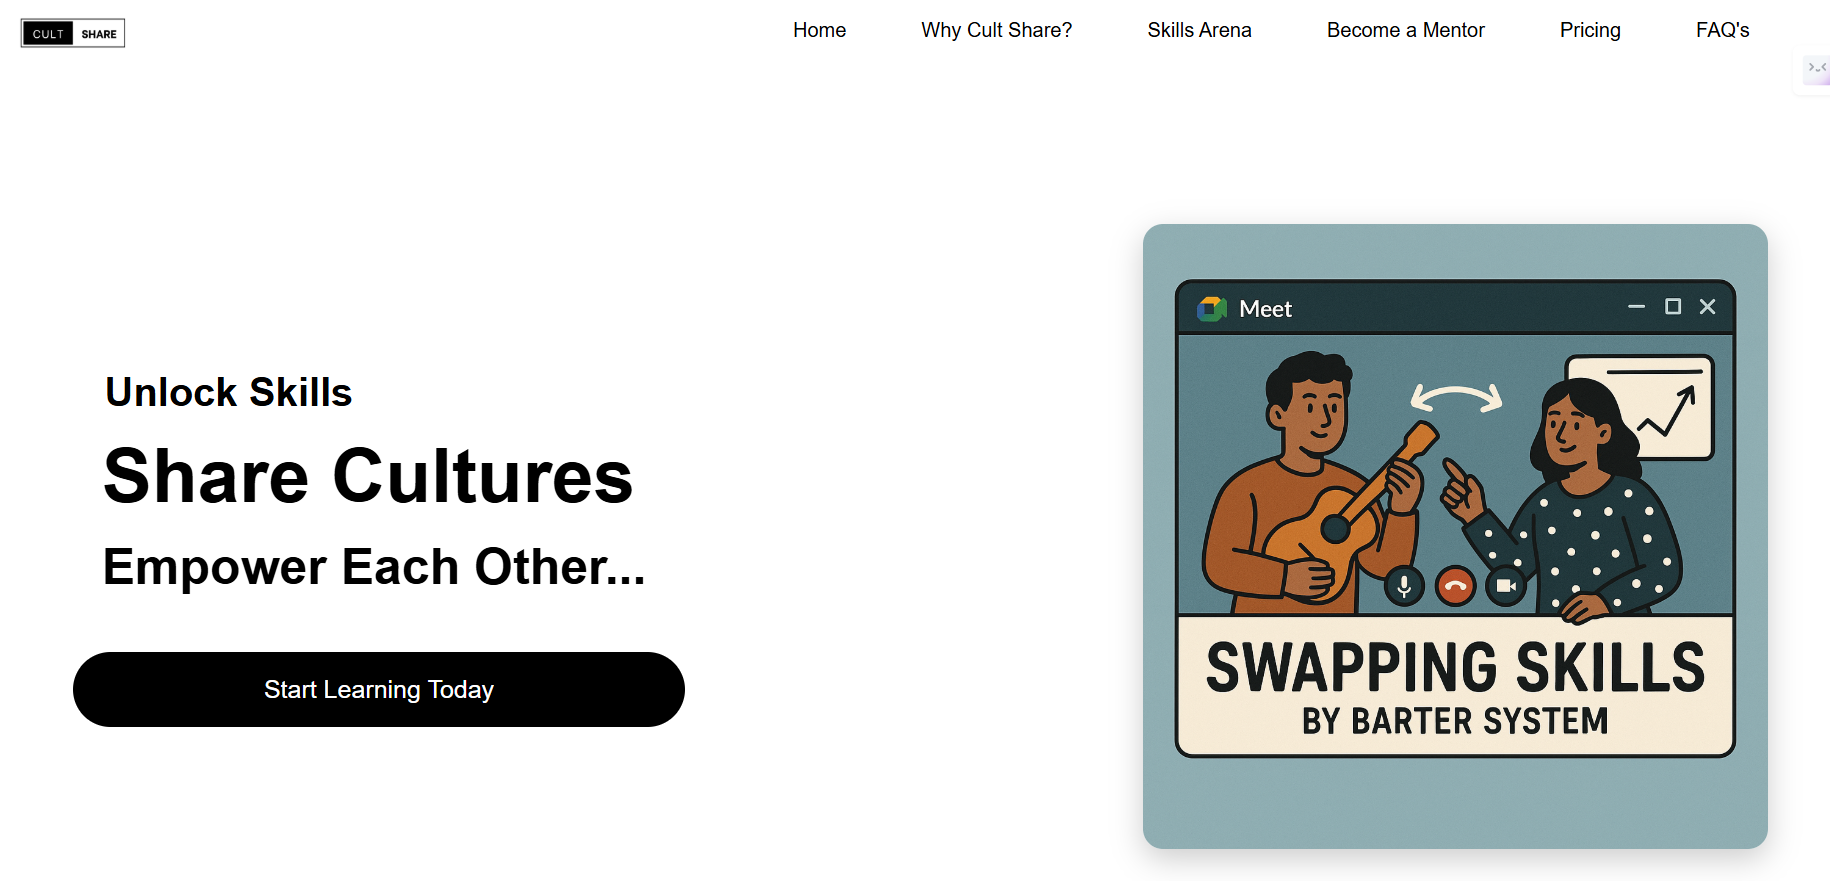 CULT SHARE
Home Why Cult Share? Skills Arena Become a Mentor Pricing FAQ's
Unlock Skills
Share Cultures
Empower Each Other...
Start Learning Today
Meet
SWAPPING SKILLS
BY BARTER SYSTEM